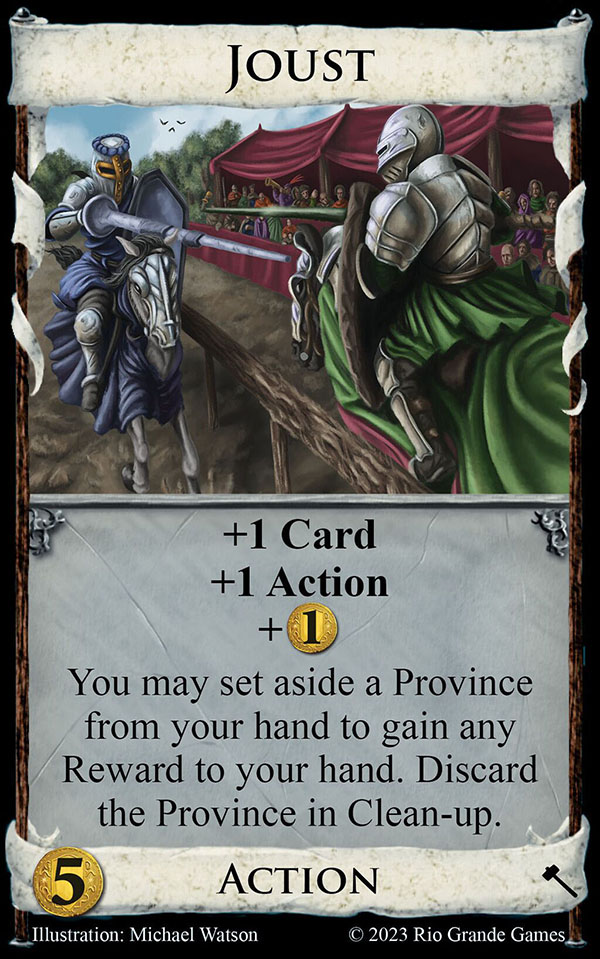 Joust
+1 Card
+1 Action
+ 1
You may set aside a Province
from your hand to gain any
Reward to your hand. Discard
the Province in Clean-up.
5 Action
Illustration: Michael Watson © 2023 Rio Grande Games